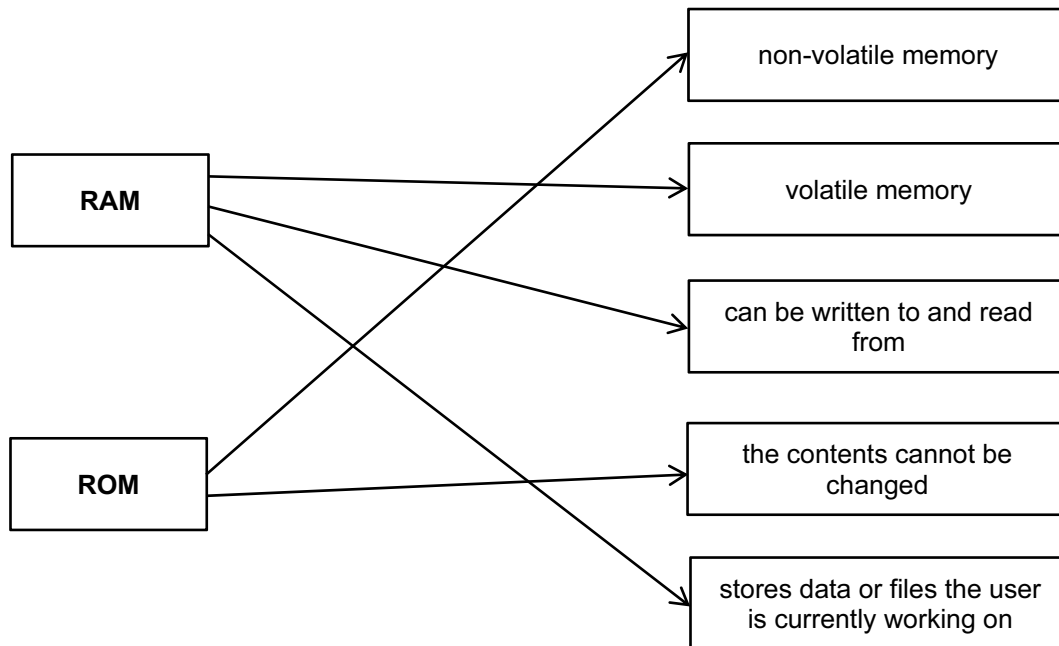 non-volatile memory
RAM
volatile memory
can be written to and read
from
ROM
the contents cannot be
changed
stores data or files the user
is currently working on